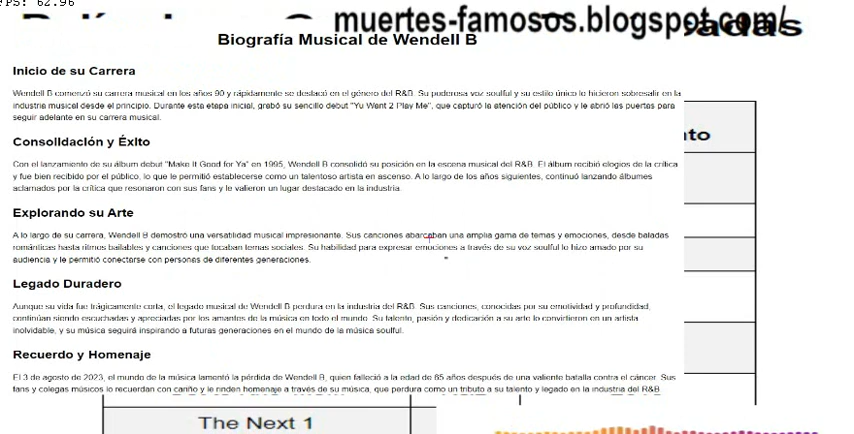 FPS: 62.96
muertes-famosos.blogspot.com/
Biografía Musical de Wendell B
Inicio de su Carrera
Wendell B comenzó su carrera musical en los años 90 y rápidamente se destacó en el género del R&B. Su poderosa voz soulful y su estilo único lo hicieron sobresalir en la
industria musical desde el principio. Durante esta etapa inicial, grabó su sencillo debut "Yu Want 2 Play Me", que capturó la atención del público y le abrió las puertas para
seguir adelante en su carrera musical.
Consolidación y Éxito
Con el lanzamiento de su álbum debut "Make It Good for Ya" en 1995, Wendell B consolidó su posición en la escena musical del R&B. El álbum recibió elogios de la crítica
y fue bien recibido por el público, lo que le permitió establecerse como un talentoso artista en ascenso. A lo largo de los años siguientes, continuó lanzando álbumes
aclamados por la crítica que resonaron con sus fans y le valieron un lugar destacado en la industria.
Explorando su Arte
A lo largo de su carrera, Wendell B demostró una versatilidad musical impresionante. Sus canciones abarcaban una amplia gama de temas y emociones, desde baladas
románticas hasta ritmos bailables y canciones que tocaban temas sociales. Su habilidad para expresar emociones a través de su voz soulful lo hizo amado por su
audiencia y le permitió conectarse con personas de diferentes generaciones.
Legado Duradero
Aunque su vida fue trágicamente corta, el legado musical de Wendell B perdura en la industria del R&B. Sus canciones, conocidas por su emotividad y profundidad,
continúan siendo escuchadas y apreciadas por los amantes de la música en todo el mundo. Su talento, pasión y dedicación a su arte lo convirtieron en un artista
inolvidable, y su música seguirá inspirando a futuras generaciones en el mundo de la música soulful.
Recuerdo y Homenaje
El 3 de agosto de 2023, el mundo de la música lamentó la pérdida de Wendell B, quien falleció a la edad de 65 años después de una valiente batalla contra el cáncer. Sus
fans y colegas músicos lo recuerdan con cariño y le rinden homenaje a través de su música, que perdura como un tributo a su talento y legado en la industria del R&B
The Next 1